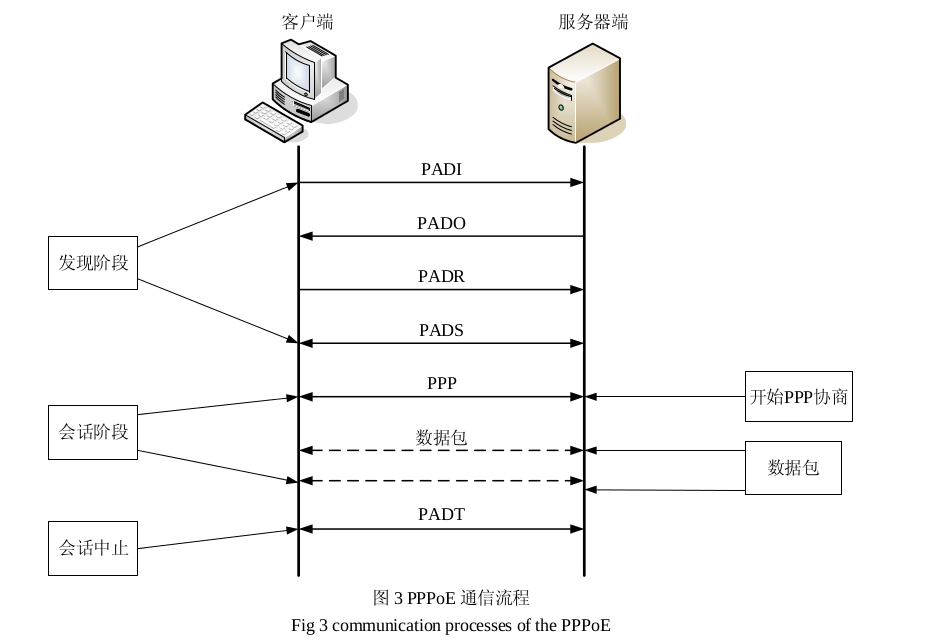 客户端
服务器端
PADI
PADO
PADR
发现阶段
PADS
PPP
开始PPP协商
会话阶段
数据包
数据包
PADT
会话中止
图 3 PPPoE 通信流程
Fig 3 communication processes of the PPPoE